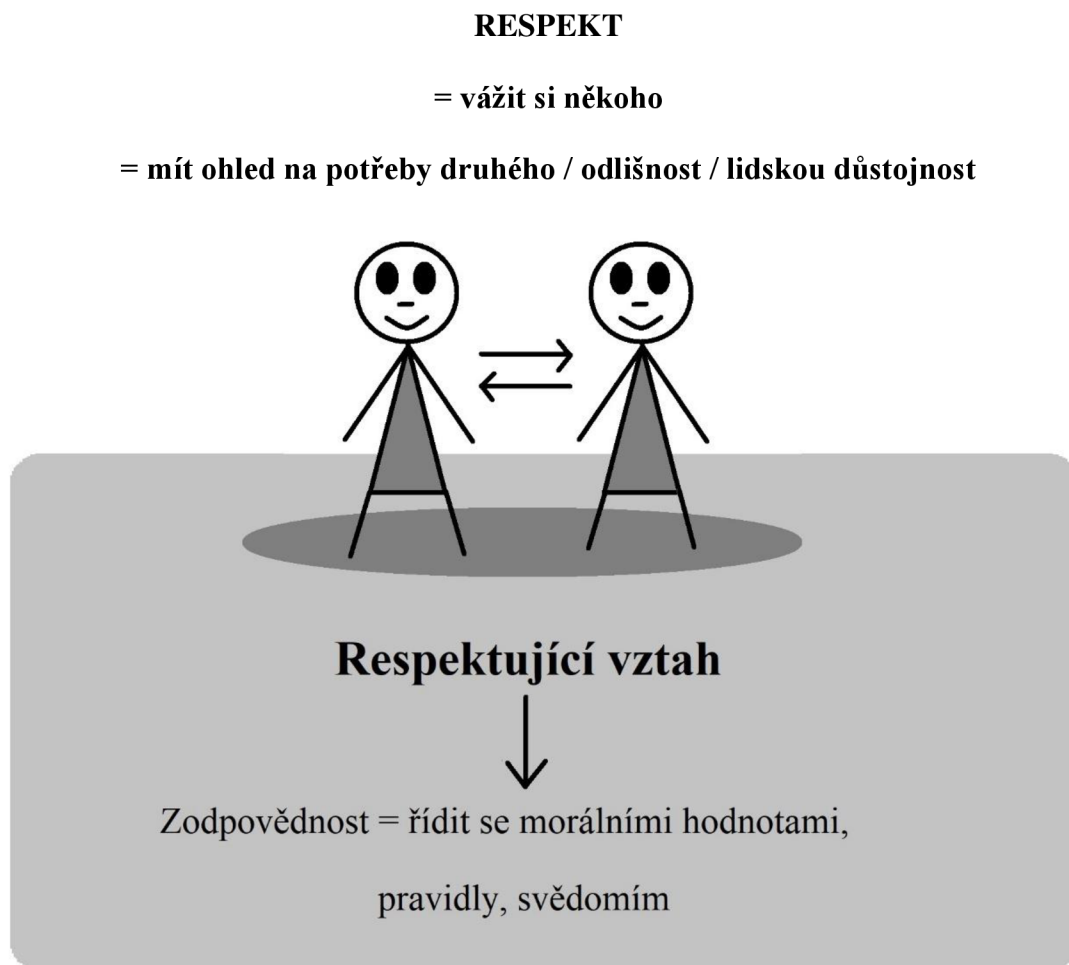 RESPEKT
= vážit si někoho
= mít ohled na potřeby druhého / odlišnost / lidskou důstojnost
Respektující vztah
Zodpovědnost = řídit se morálními hodnotami,
pravidly, svědomím